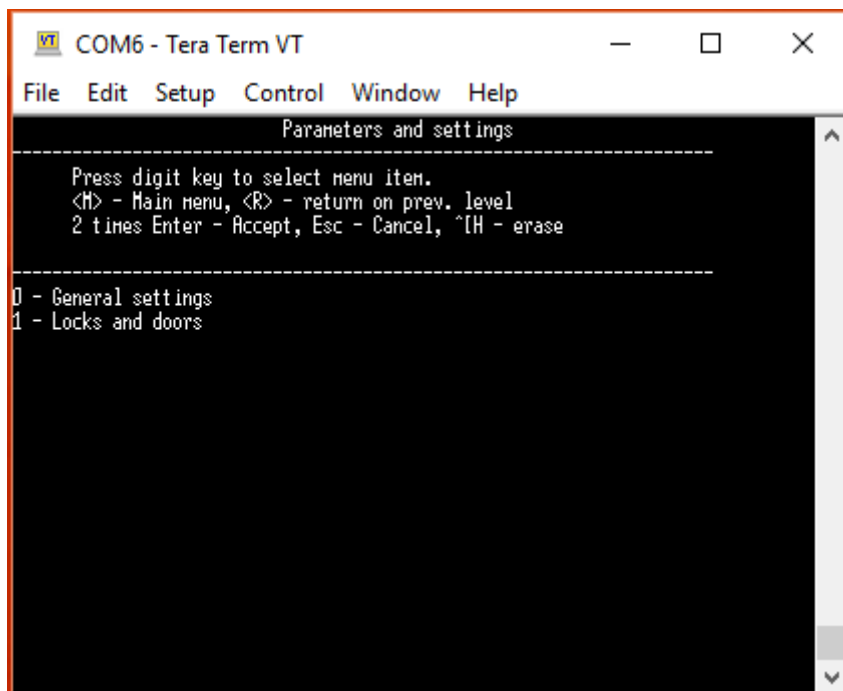 VT COM6 - Tera Term VT
File Edit Setup Control Window Help
Parameters and settings
----------------------------------------------------------------------
Press digit key to select menu item.
<M> - Main menu, <R> - return on prev. level
2 times Enter - Accept, Esc - Cancel, ^[H - erase
----------------------------------------------------------------------
0 - General settings
1 - Locks and doors